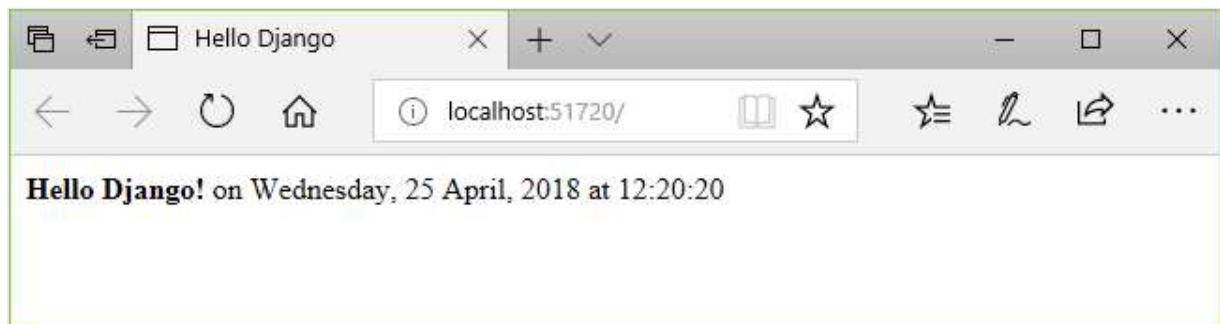 Hello Django
localhost:51720/
Hello Django! on Wednesday, 25 April, 2018 at 12:20:20